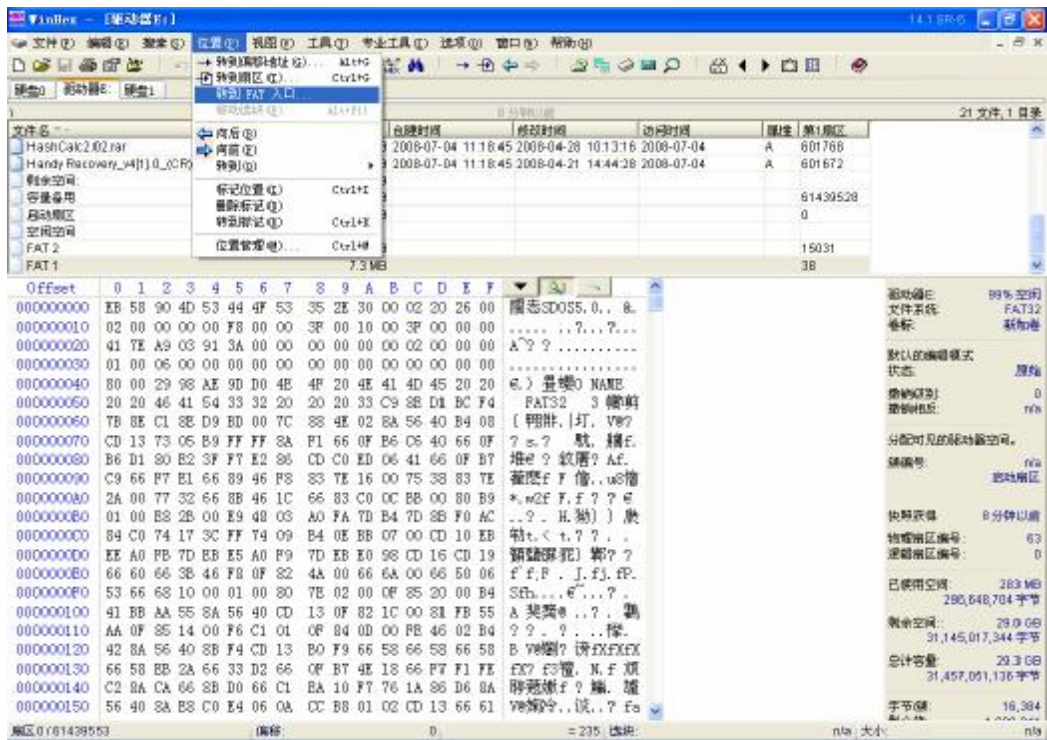 WinHex - [驱动器E:]
14.1 SR-6
文件(F) 编辑(E) 搜索(S) 位置(P) 视图(V) 工具(T) 专业工具(I) 选项(O) 窗口(W) 帮助(H)
硬盘0 驱动器E: 硬盘1
转到偏移地址(G)... Alt+G
转到扇区(C)... Ctrl+G
转到 FAT 入口...
Alt+F11
向后(B)
向前(F)
转到(O)
标记位置(I) Ctrl+I
删除标记(D)
转到标记(K) Ctrl+K
位置管理(M)... Ctrl+M
8 分钟以前
21 文件, 1 目录
文件名 创建时间 修改时间 访问时间 属性 第1扇区
HashCalc2.02.rar 2008-07-04 11:18:45 2008-04-28 10:13:16 2008-07-04 A 601768
Handy Recovery_v4[1].0_(CR) 2008-07-04 11:18:45 2008-04-21 14:44:28 2008-07-04 A 601672
剩余空间
容量备用 61439528
启动扇区 0
空闲空间
FAT 2 15031
FAT 1 7.3 MB 38
Offset 0 1 2 3 4 5 6 7 8 9 A B C D E F
000000000 EB 58 90 4D 53 44 4F 53 35 2E 30 00 02 20 26 00
000000010 02 00 00 00 00 F8 00 00 3F 00 10 00 3F 00 00 00
000000020 41 7E A9 03 91 3A 00 00 00 00 00 00 02 00 00 00
000000030 01 00 06 00 00 00 00 00 00 00 00 00 00 00 00 00
000000040 80 00 29 98 AE 9D D0 4E 4F 20 4E 41 4D 45 20 20
000000050 20 20 46 41 54 33 32 20 20 20 33 C9 8E D1 BC F4
000000060 7B 8E C1 8E D9 BD 00 7C 88 4E 02 8A 56 40 B4 08
000000070 CD 13 73 05 B9 FF FF 8A F1 66 0F B6 C6 40 66 0F
000000080 B6 D1 80 E2 3F F7 E2 86 CD C0 ED 06 41 66 0F B7
000000090 C9 66 F7 E1 66 89 46 F8 83 7E 16 00 75 38 83 7E
0000000A0 2A 00 77 32 66 8B 46 1C 66 83 C0 0C BB 00 80 B9
0000000B0 01 00 E8 2B 00 E9 48 03 A0 FA 7D B4 7D 8B F0 AC
0000000C0 84 C0 74 17 3C FF 74 09 B4 0E BB 07 00 CD 10 EB
0000000D0 EE A0 FB 7D EB E5 A0 F9 7D EB E0 98 CD 16 CD 19
0000000E0 66 60 66 3B 46 F8 0F 82 4A 00 66 6A 00 66 50 06
0000000F0 53 66 68 10 00 01 00 80 7E 02 00 0F 85 20 00 B4
000000100 41 BB AA 55 8A 56 40 CD 13 0F 82 1C 00 81 FB 55
000000110 AA 0F 85 14 00 F6 C1 01 0F 84 0D 00 FE 46 02 B4
000000120 42 8A 56 40 8B F4 CD 13 B0 F9 66 58 66 58 66 58
000000130 66 58 EB 2A 66 33 D2 66 0F B7 4E 18 66 F7 F1 FE
000000140 C2 8A CA 66 8B D0 66 C1 EA 10 F7 76 1A 86 D6 8A
000000150 56 40 8A E8 C0 E4 06 0A CC B8 01 02 CD 13 66 61
驱动器E: 99% 空闲
文件系统: FAT32
卷标: 新加卷
默认的编辑模式
状态: 原始
撤销级别: 0
撤销相反: n/a
分配可见的驱动器空间。
簇编号: n/a
启动扇区
快照获得 8 分钟以前
物理扇区编号: 63
逻辑扇区编号: 0
已使用空间: 283 MB
296,648,704 字节
剩余空间: 29.0 GB
31,145,017,344 字节
总计容量: 29.3 GB
31,457,051,136 字节
字节/簇: 16,384
扇区 0 / 61439553 偏移: 0 = 235 选块: n/a 大小: n/a